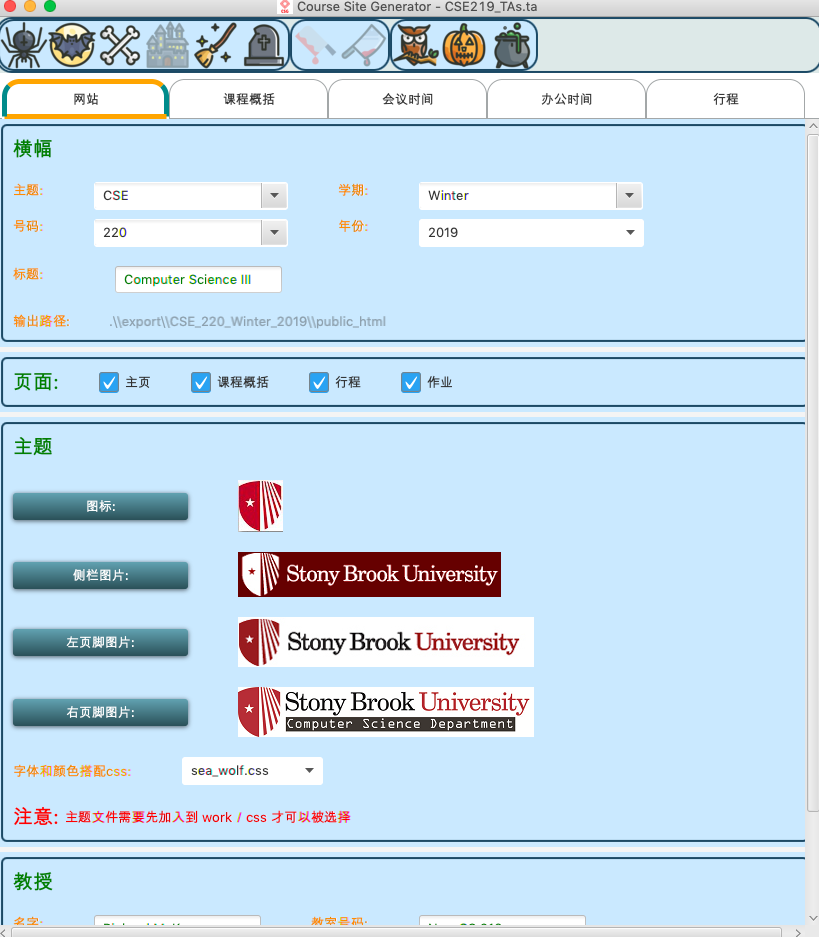 Course Site Generator - CSE219_TAs.ta
网站 课程概括 会议时间 办公时间 行程
横幅
主题: CSE 学期: Winter
号码: 220 年份: 2019
标题: Computer Science III
输出路径: .\\export\\CSE_220_Winter_2019\\public_html
页面: 主页 课程概括 行程 作业
主题
图标:
侧栏图片: Stony Brook University
左页脚图片: Stony Brook University
右页脚图片: Stony Brook University
Computer Science Department
字体和颜色搭配css: sea_wolf.css
注意: 主题文件需要先加入到 work / css 才可以被选择
教授
名字: 教室号码: